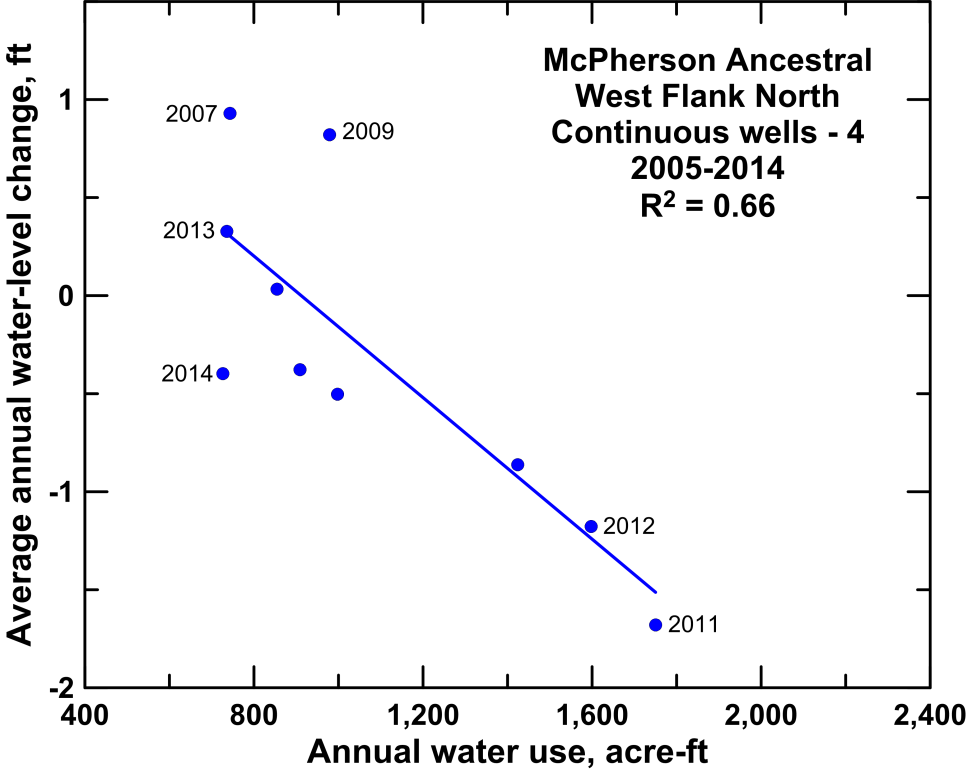 McPherson Ancestral
West Flank North
Continuous wells - 4
2005-2014
R² = 0.66
Average annual water-level change, ft
1
0
-1
-2
2007
2009
2013
2014
2012
2011
400 800 1,200 1,600 2,000 2,400
Annual water use, acre-ft